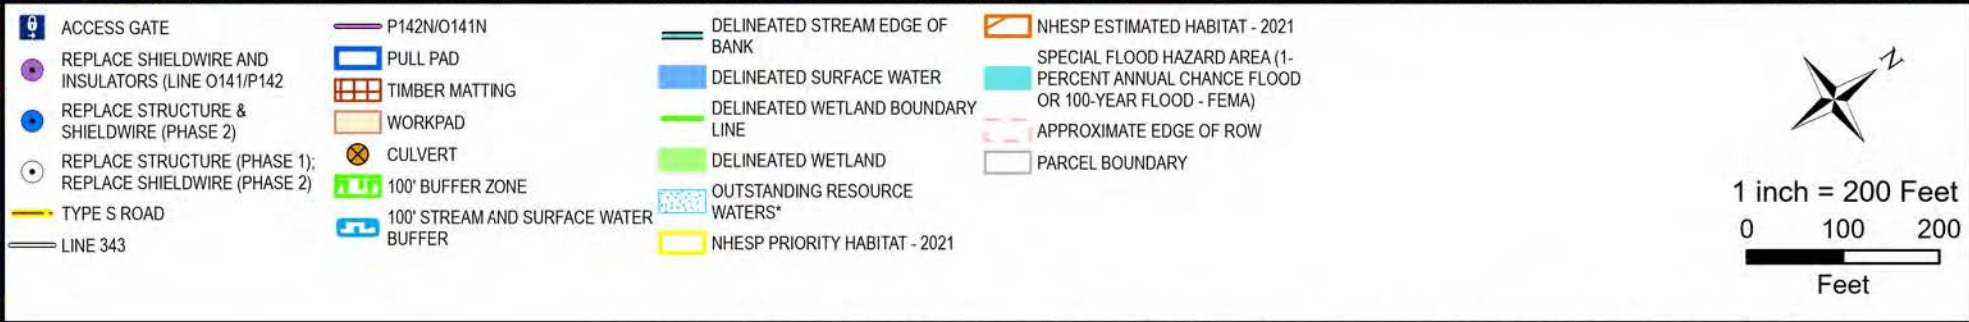 ACCESS GATE
REPLACE SHIELDWIRE AND
INSULATORS (LINE O141/P142
REPLACE STRUCTURE &
SHIELDWIRE (PHASE 2)
REPLACE STRUCTURE (PHASE 1);
REPLACE SHIELDWIRE (PHASE 2)
TYPE S ROAD
LINE 343
P142N/O141N
PULL PAD
TIMBER MATTING
WORKPAD
CULVERT
100' BUFFER ZONE
100' STREAM AND SURFACE WATER
BUFFER
DELINEATED STREAM EDGE OF
BANK
DELINEATED SURFACE WATER
DELINEATED WETLAND BOUNDARY
LINE
DELINEATED WETLAND
OUTSTANDING RESOURCE
WATERS*
NHESP PRIORITY HABITAT - 2021
NHESP ESTIMATED HABITAT - 2021
SPECIAL FLOOD HAZARD AREA (1-
PERCENT ANNUAL CHANCE FLOOD
OR 100-YEAR FLOOD - FEMA)
APPROXIMATE EDGE OF ROW
PARCEL BOUNDARY
N
1 inch = 200 Feet
0 100 200
Feet